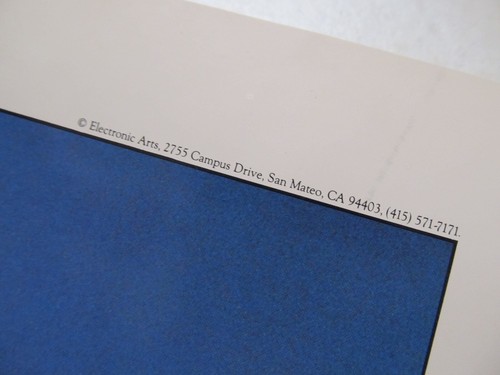 © Electronic Arts, 2755 Campus Drive, San Mateo, CA 94403, (415) 571-7171.